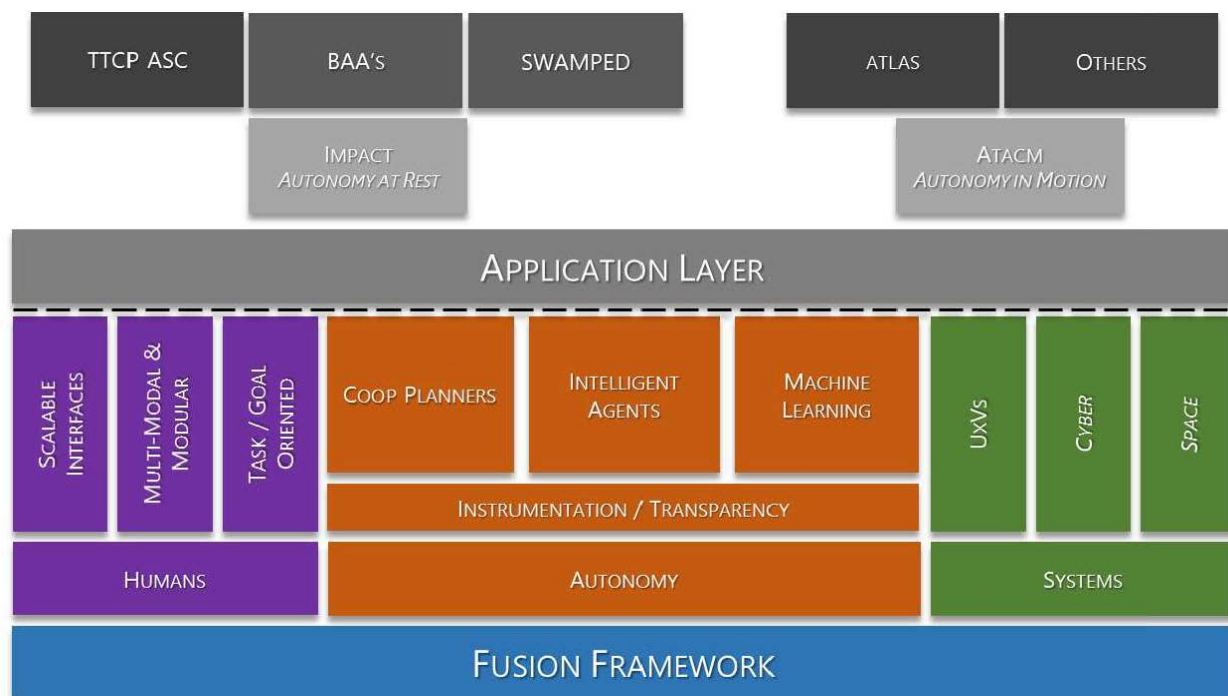 TTCP ASC
BAA'S
SWAMPED
ATLAS
OTHERS
IMPACT
AUTONOMY AT REST
ATACM
AUTONOMY IN MOTION
APPLICATION LAYER
SCALABLE
INTERFACES
MULTI-MODAL &
MODULAR
TASK / GOAL
ORIENTED
COOP PLANNERS
INTELLIGENT
AGENTS
MACHINE
LEARNING
UXVS
CYBER
SPACE
INSTRUMENTATION / TRANSPARENCY
HUMANS
AUTONOMY
SYSTEMS
FUSION FRAMEWORK